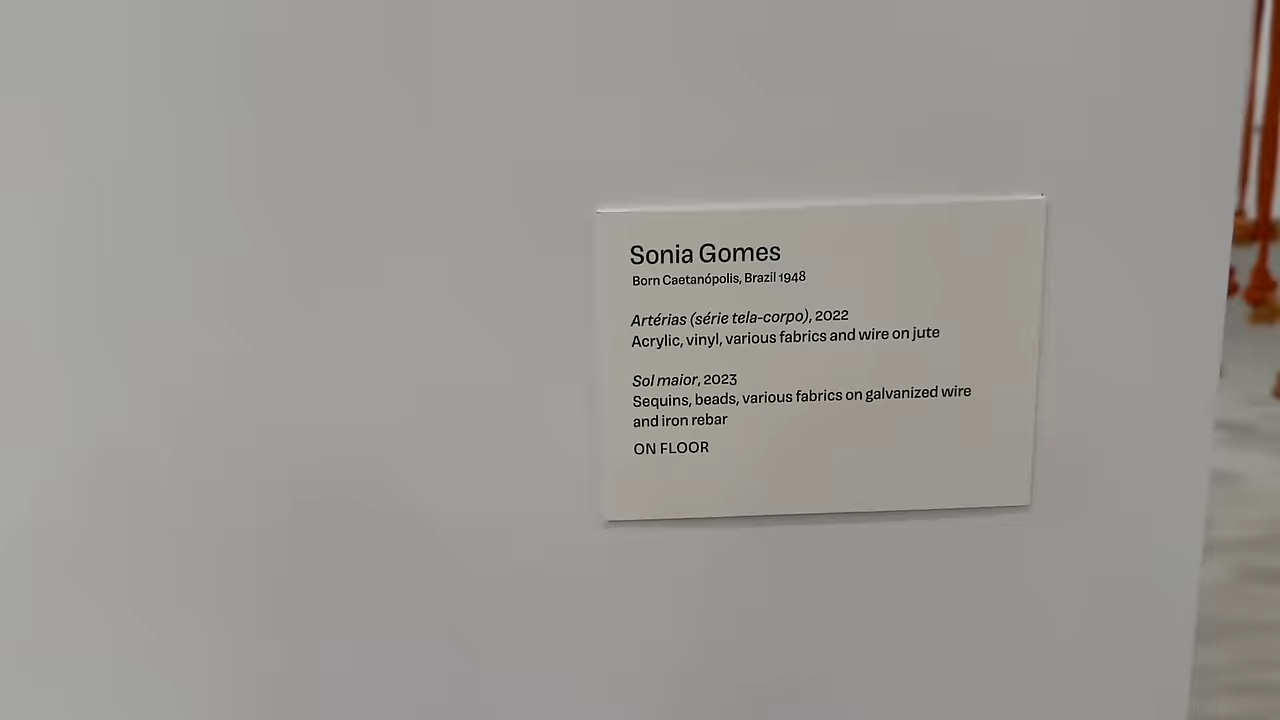 Sonia Gomes
Born Caetanópolis, Brazil 1948
Artérias (série tela-corpo), 2022
Acrylic, vinyl, various fabrics and wire on jute
Sol maior, 2023
Sequins, beads, various fabrics on galvanized wire
and iron rebar
ON FLOOR